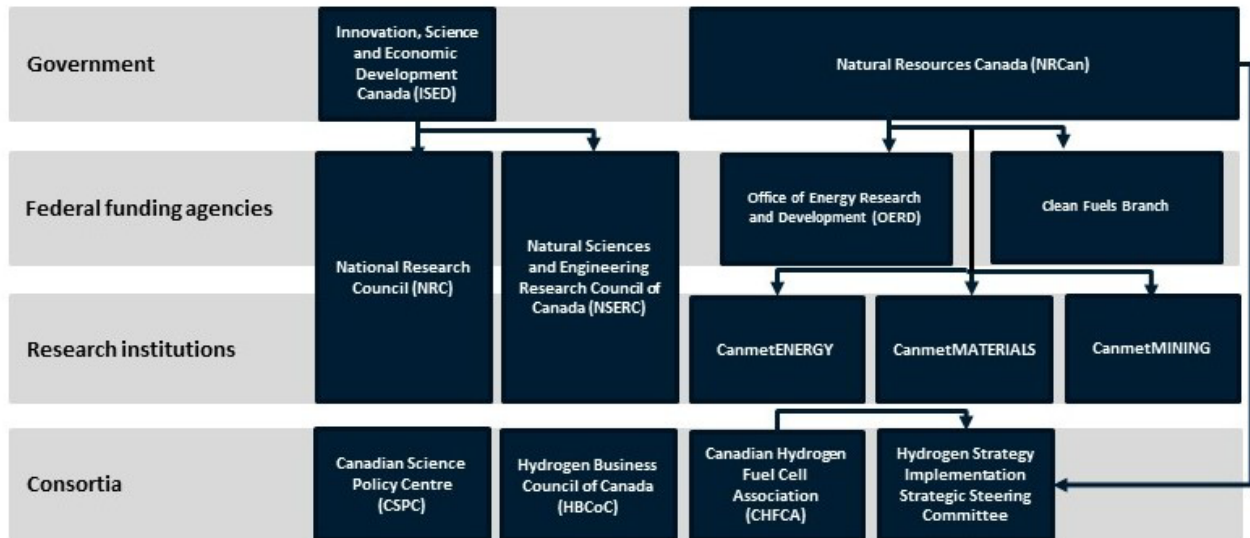 Government
Innovation, Science
and Economic
Development
Canada (ISED)
Natural Resources Canada (NRCan)
Federal funding agencies
National Research
Council (NRC)
Natural Sciences
and Engineering
Research Council of
Canada (NSERC)
Office of Energy Research
and Development (OERD)
Clean Fuels Branch
Research institutions
CanmetENERGY
CanmetMATERIALS
CanmetMINING
Consortia
Canadian Science
Policy Centre
(CSPC)
Hydrogen Business
Council of Canada
(HBCoC)
Canadian Hydrogen
Fuel Cell
Association
(CHFCA)
Hydrogen Strategy
Implementation
Strategic Steering
Committee